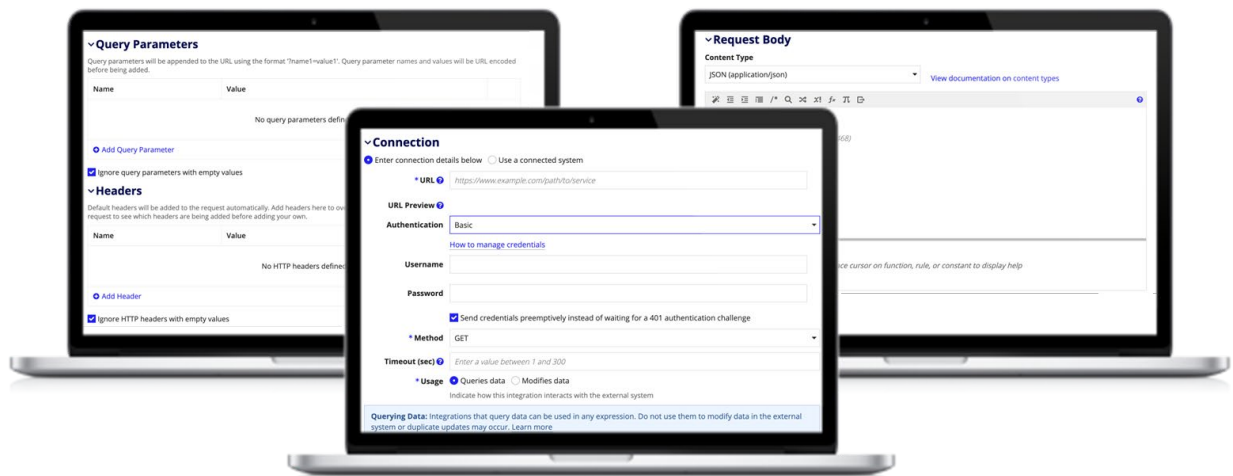 Query Parameters
Query parameters will be appended to the URL using the format '?name1=value1'. Query parameter names and values will be URL encoded
before being added.
Name Value
No query parameters defin
Add Query Parameter
Ignore query parameters with empty values
Headers
Default headers will be added to the request automatically. Add headers here to ov
request to see which headers are being added before adding your own.
Name Value
No HTTP headers defined
Add Header
Ignore HTTP headers with empty values
Connection
Enter connection details below Use a connected system
* URL https://www.example.com/path/to/service
URL Preview
Authentication Basic
How to manage credentials
Username
Password
Send credentials preemptively instead of waiting for a 401 authentication challenge
* Method GET
Timeout (sec) Enter a value between 1 and 300
* Usage Queries data Modifies data
Indicate how this integration interacts with the external system
Querying Data: Integrations that query data can be used in any expression. Do not use them to modify data in the external
system or duplicate updates may occur. Learn more
Request Body
Content Type
JSON (application/json) View documentation on content types
468)
ce cursor on function, rule, or constant to display help